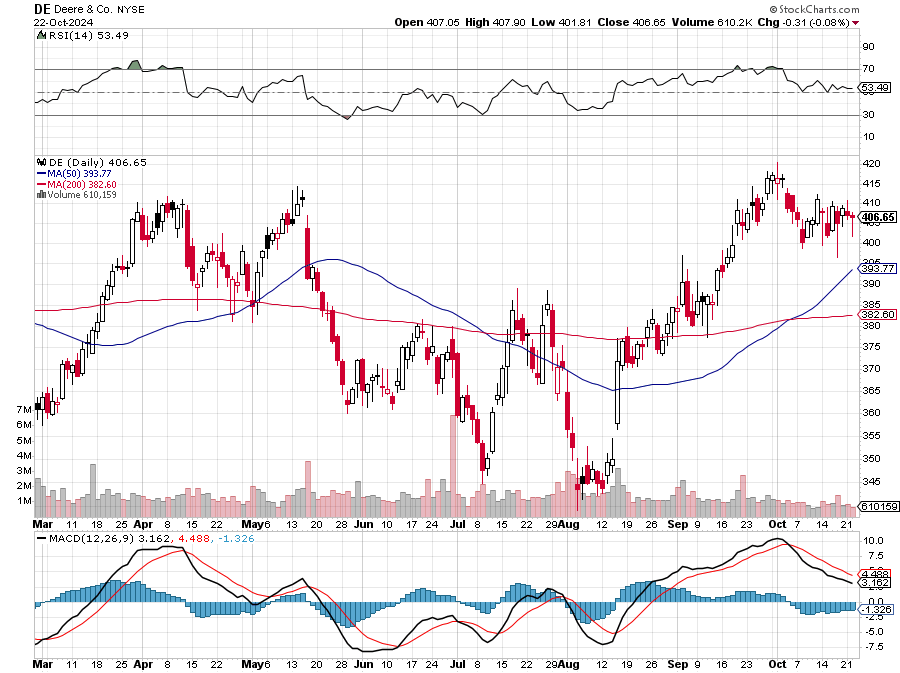 DE Deere & Co. NYSE
© StockCharts.com
22-Oct-2024
Open 407.05 High 407.90 Low 401.81 Close 406.65 Volume 610.2K Chg -0.31 (-0.08%)
RSI(14) 53.49
90
70
53.49
30
10
DE (Daily) 406.65
MA(50) 393.77
MA(200) 382.60
Volume 610,159
420
415
410
406.65
400
395
393.77
390
385
382.60
380
375
370
365
360
355
350
345
610159
7M
6M
5M
4M
3M
2M
1M
Mar 11 18 25 Apr 8 15 22 May 6 13 20 28 Jun 10 17 24 Jul 8 15 22 29 Aug 12 19 26 Sep 9 16 23 Oct 7 14 21
MACD(12,26,9) 3.162, 4.488, -1.326
10.0
7.5
4.488
3.162
2.5
0.0
-1.326
-2.5
-5.0
-7.5
Mar 11 18 25 Apr 8 15 22 May 6 13 20 28 Jun 10 17 24 Jul 8 15 22 29 Aug 12 19 26 Sep 9 16 23 Oct 7 14 21